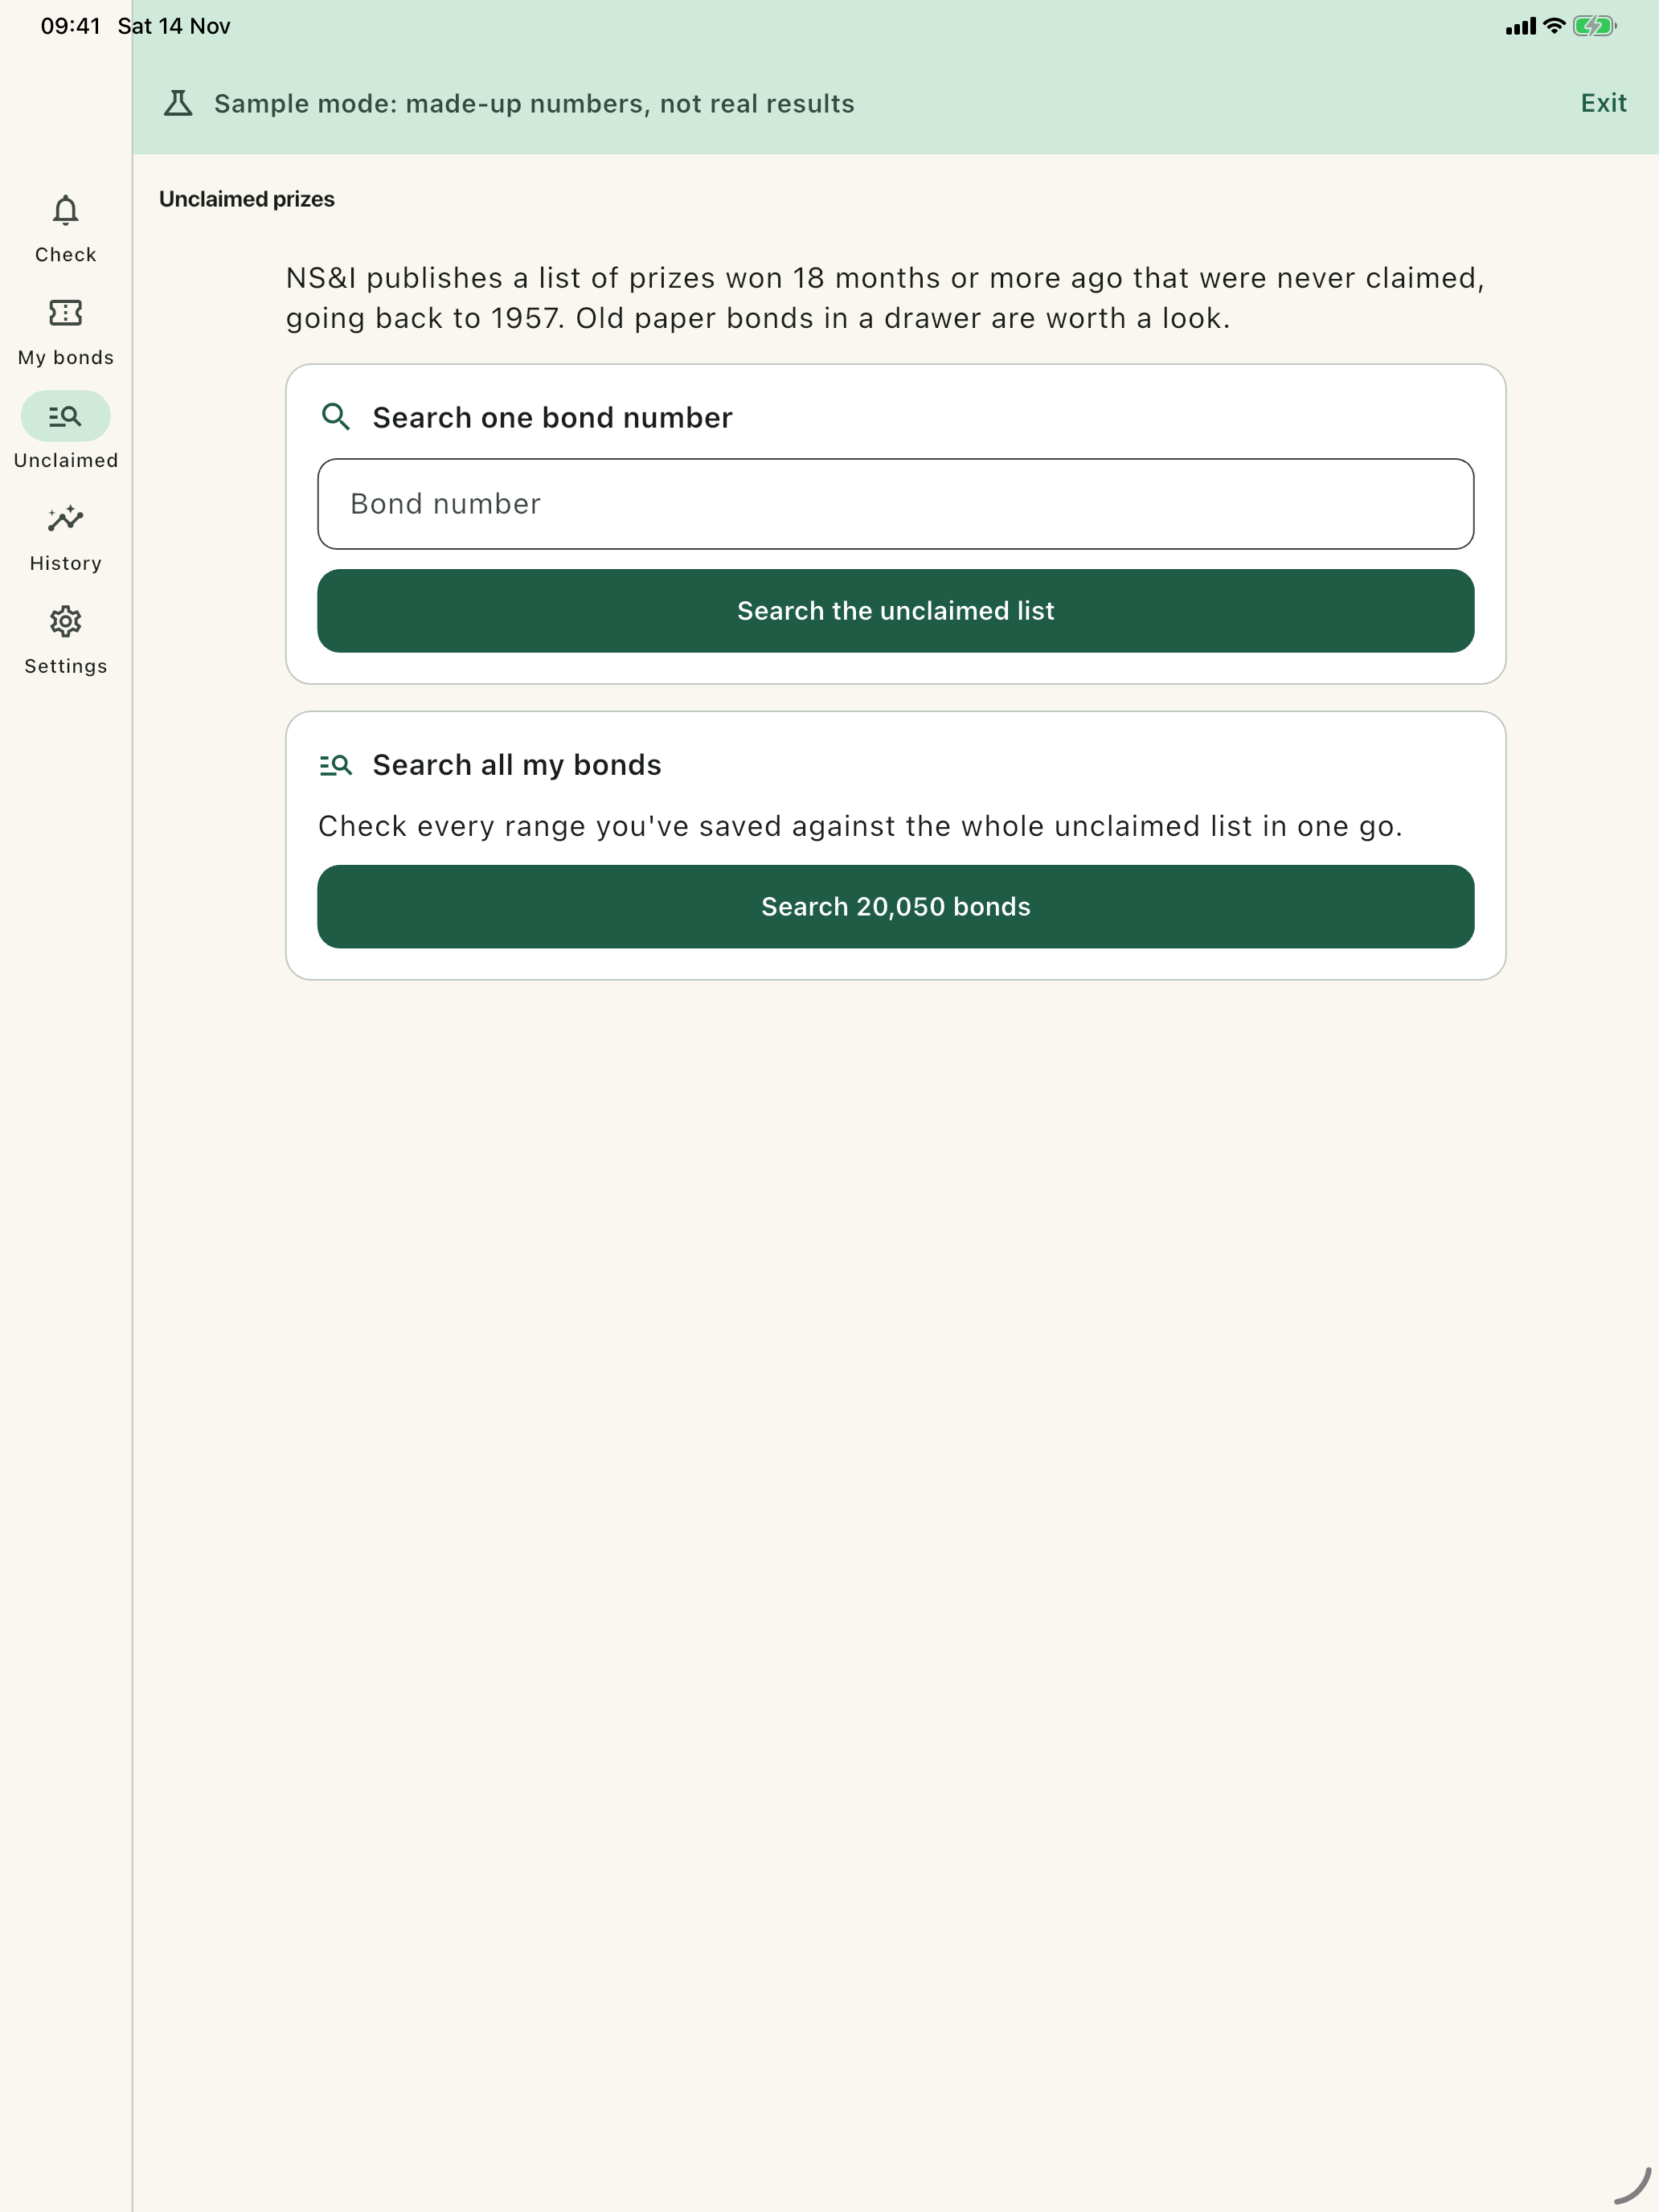 09:41 Sat 14 Nov
Sample mode: made-up numbers, not real results
Exit
Check
My bonds
Unclaimed
History
Settings
Unclaimed prizes
NS&I publishes a list of prizes won 18 months or more ago that were never claimed,
going back to 1957. Old paper bonds in a drawer are worth a look.
Search one bond number
Bond number
Search the unclaimed list
Search all my bonds
Check every range you've saved against the whole unclaimed list in one go.
Search 20,050 bonds